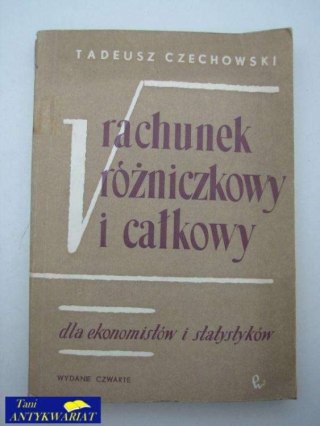 TADEUSZ CZECHOWSKI
rachunek
różniczkowy
i całkowy
dla ekonomistów i statystyków
WYDANIE CZWARTE
Tani
ANTYKWARIAT